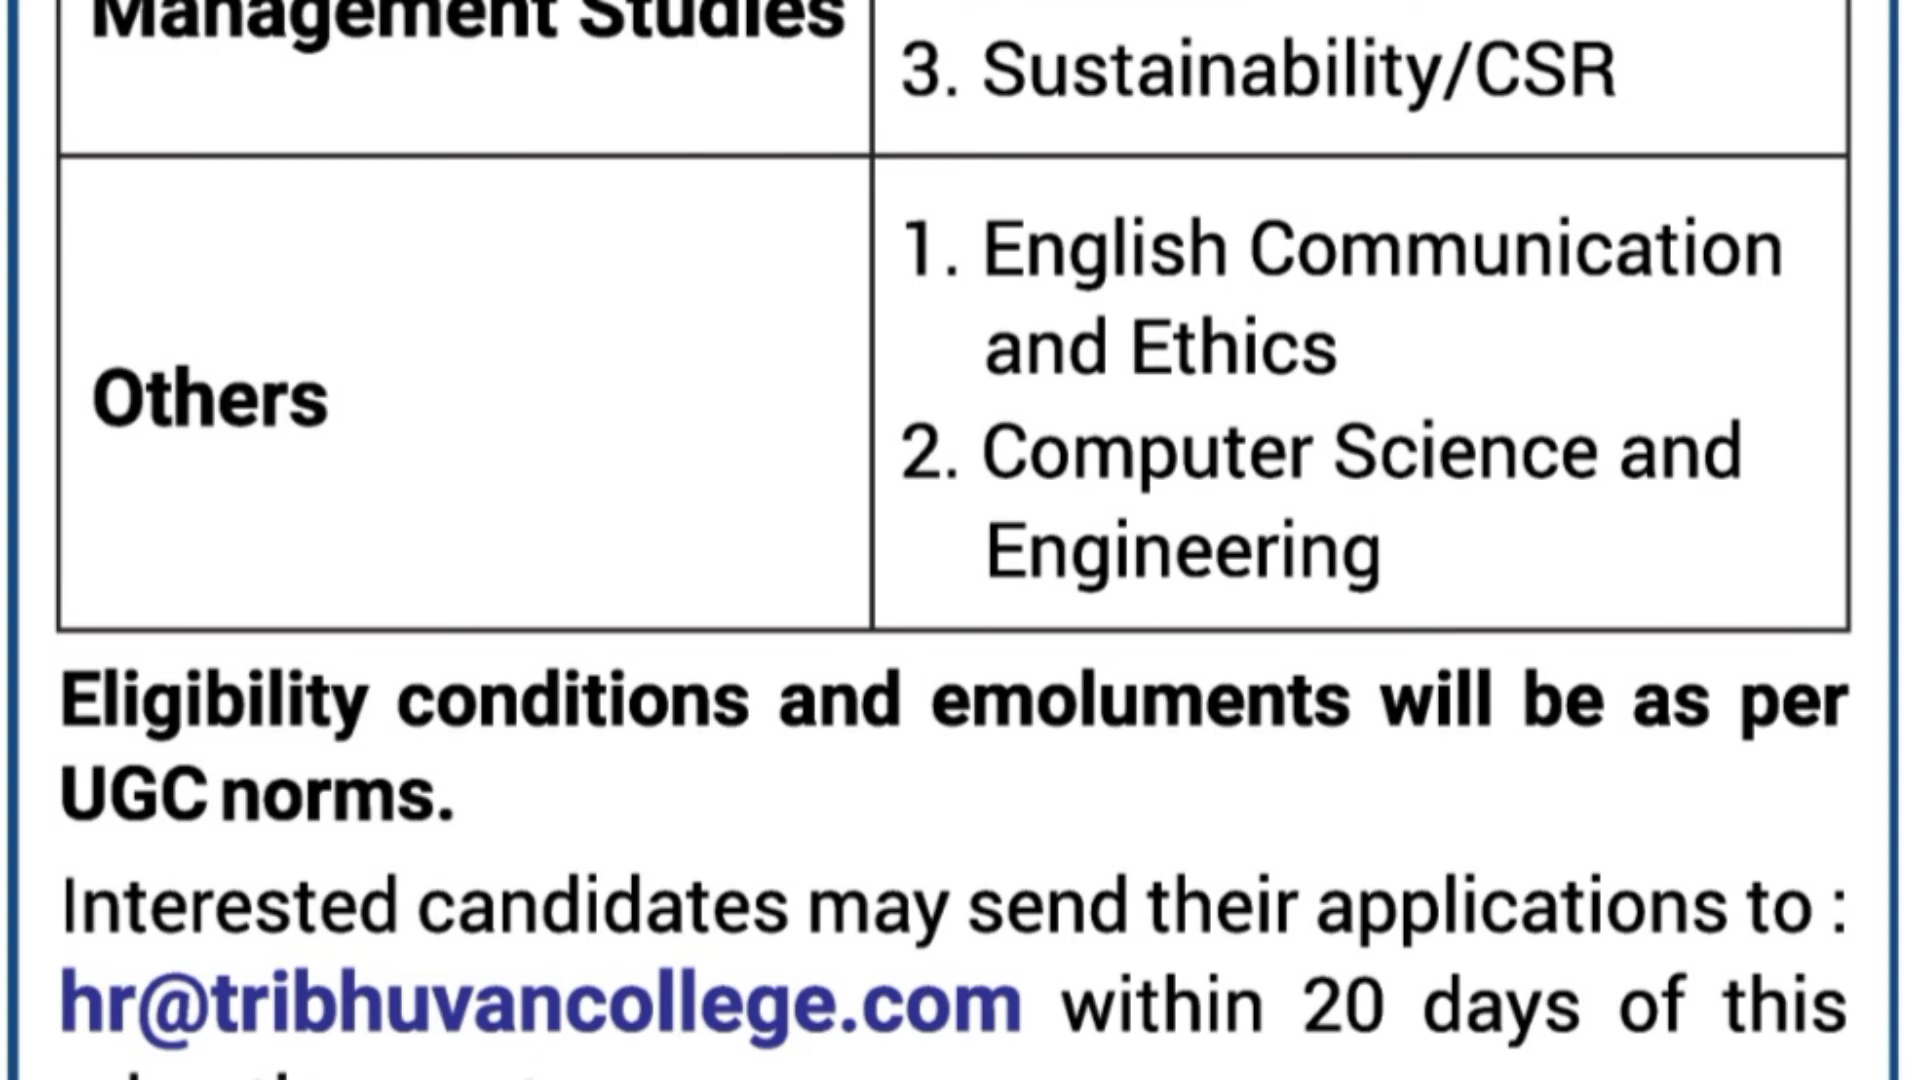 Management Studies
3. Sustainability/CSR
Others
1. English Communication
and Ethics
2. Computer Science and
Engineering
Eligibility conditions and emoluments will be as per
UGC norms.
Interested candidates may send their applications to :
hr@tribhuvancollege.com within 20 days of this